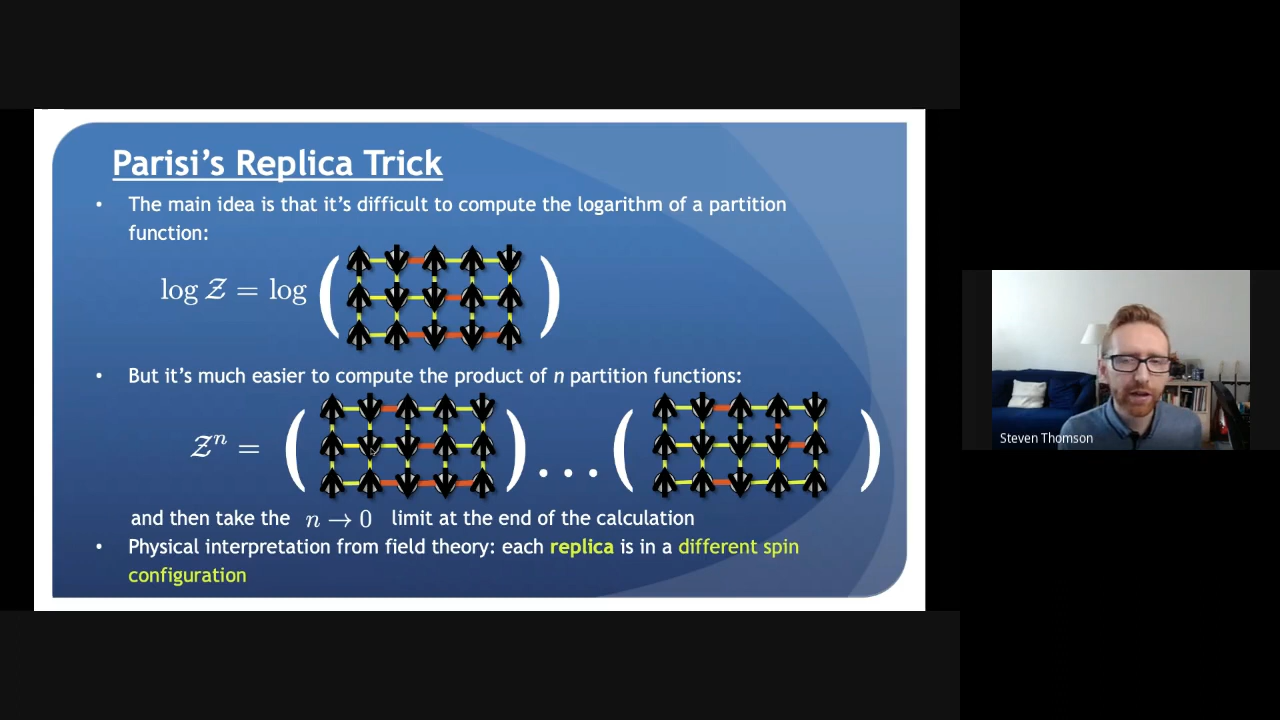 Parisi’s Replica Trick
• The main idea is that it’s difficult to compute the logarithm of a partition
function:
log Z = log ( )
• But it’s much easier to compute the product of n partition functions:
Zⁿ = ( ) ... ( )
and then take the n → 0 limit at the end of the calculation
• Physical interpretation from field theory: each replica is in a different spin
configuration
Steven Thomson